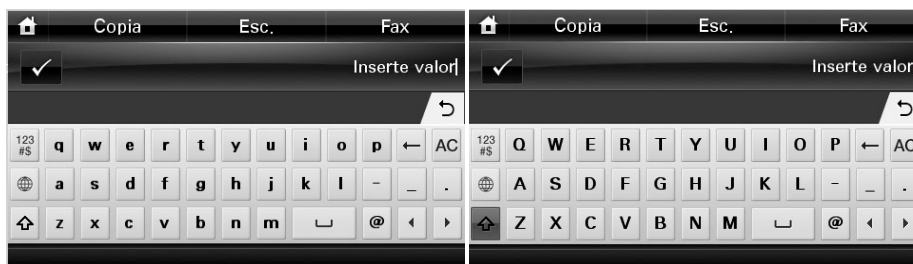 Copia Esc. Fax
Inserte valor
123 #$ q w e r t y u i o p ← AC
a s d f g h j k l - _ .
z x c v b n m @
Copia Esc. Fax
Inserte valor
123 #$ Q W E R T Y U I O P ← AC
A S D F G H J K L - _ .
Z X C V B N M @